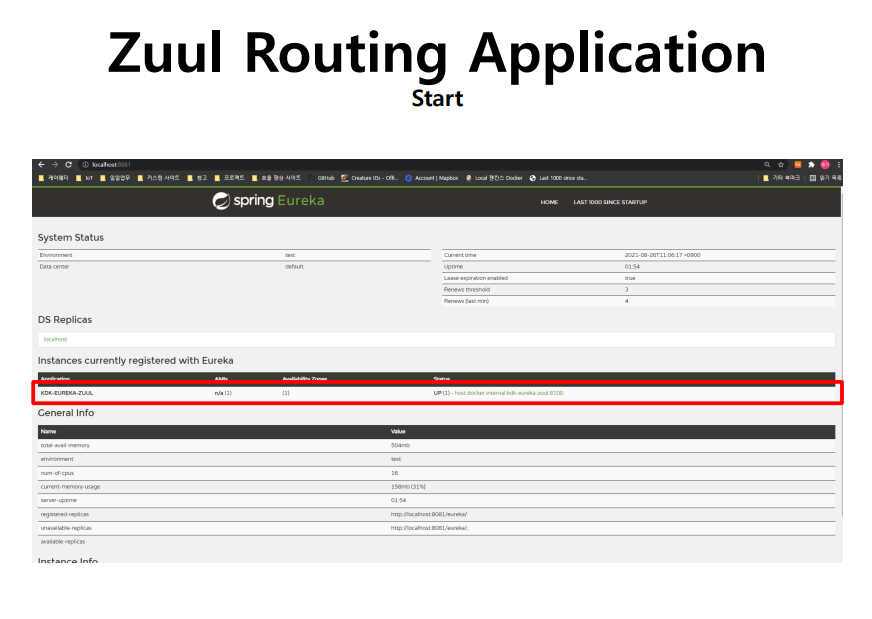 Zuul Routing Application
Start
localhost:8081
케이웨더 IoT 일일업무 커스텀 사이트 참고 프로젝트 효율 향상 사이트 GitHub Creature IDs - Offi... Account | Mapbox Local 젠킨스 Docker Last 1000 since sta... 기타 북마크 읽기 목록
spring Eureka HOME LAST 1000 SINCE STARTUP
System Status
Environment test Current time 2021-08-26T11:06:17 +0900
Data center default Uptime 01:54
Lease expiration enabled true
Renews threshold 3
Renews (last min) 4
DS Replicas
localhost
Instances currently registered with Eureka
Application AMIs Availability Zones Status
KDK-EUREKA-ZUUL n/a (1) (1) UP (1) - host.docker.internal:kdk-eureka-zuul:8100
General Info
Name Value
total-avail-memory 504mb
environment test
num-of-cpus 16
current-memory-usage 158mb (31%)
server-uptime 01:54
registered-replicas http://localhost:8081/eureka/
unavailable-replicas http://localhost:8081/eureka/,
available-replicas
Instance Info